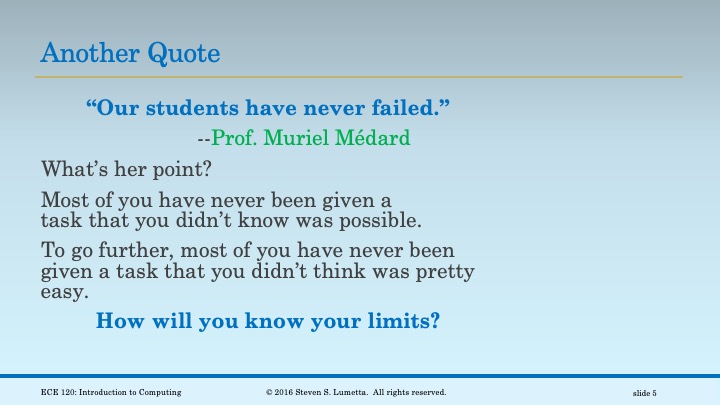 Another Quote
“Our students have never failed.”
--Prof. Muriel Médard
What’s her point?
Most of you have never been given a
task that you didn’t know was possible.
To go further, most of you have never been
given a task that you didn’t think was pretty
easy.
How will you know your limits?
ECE 120: Introduction to Computing
© 2016 Steven S. Lumetta.  All rights reserved.
slide 5